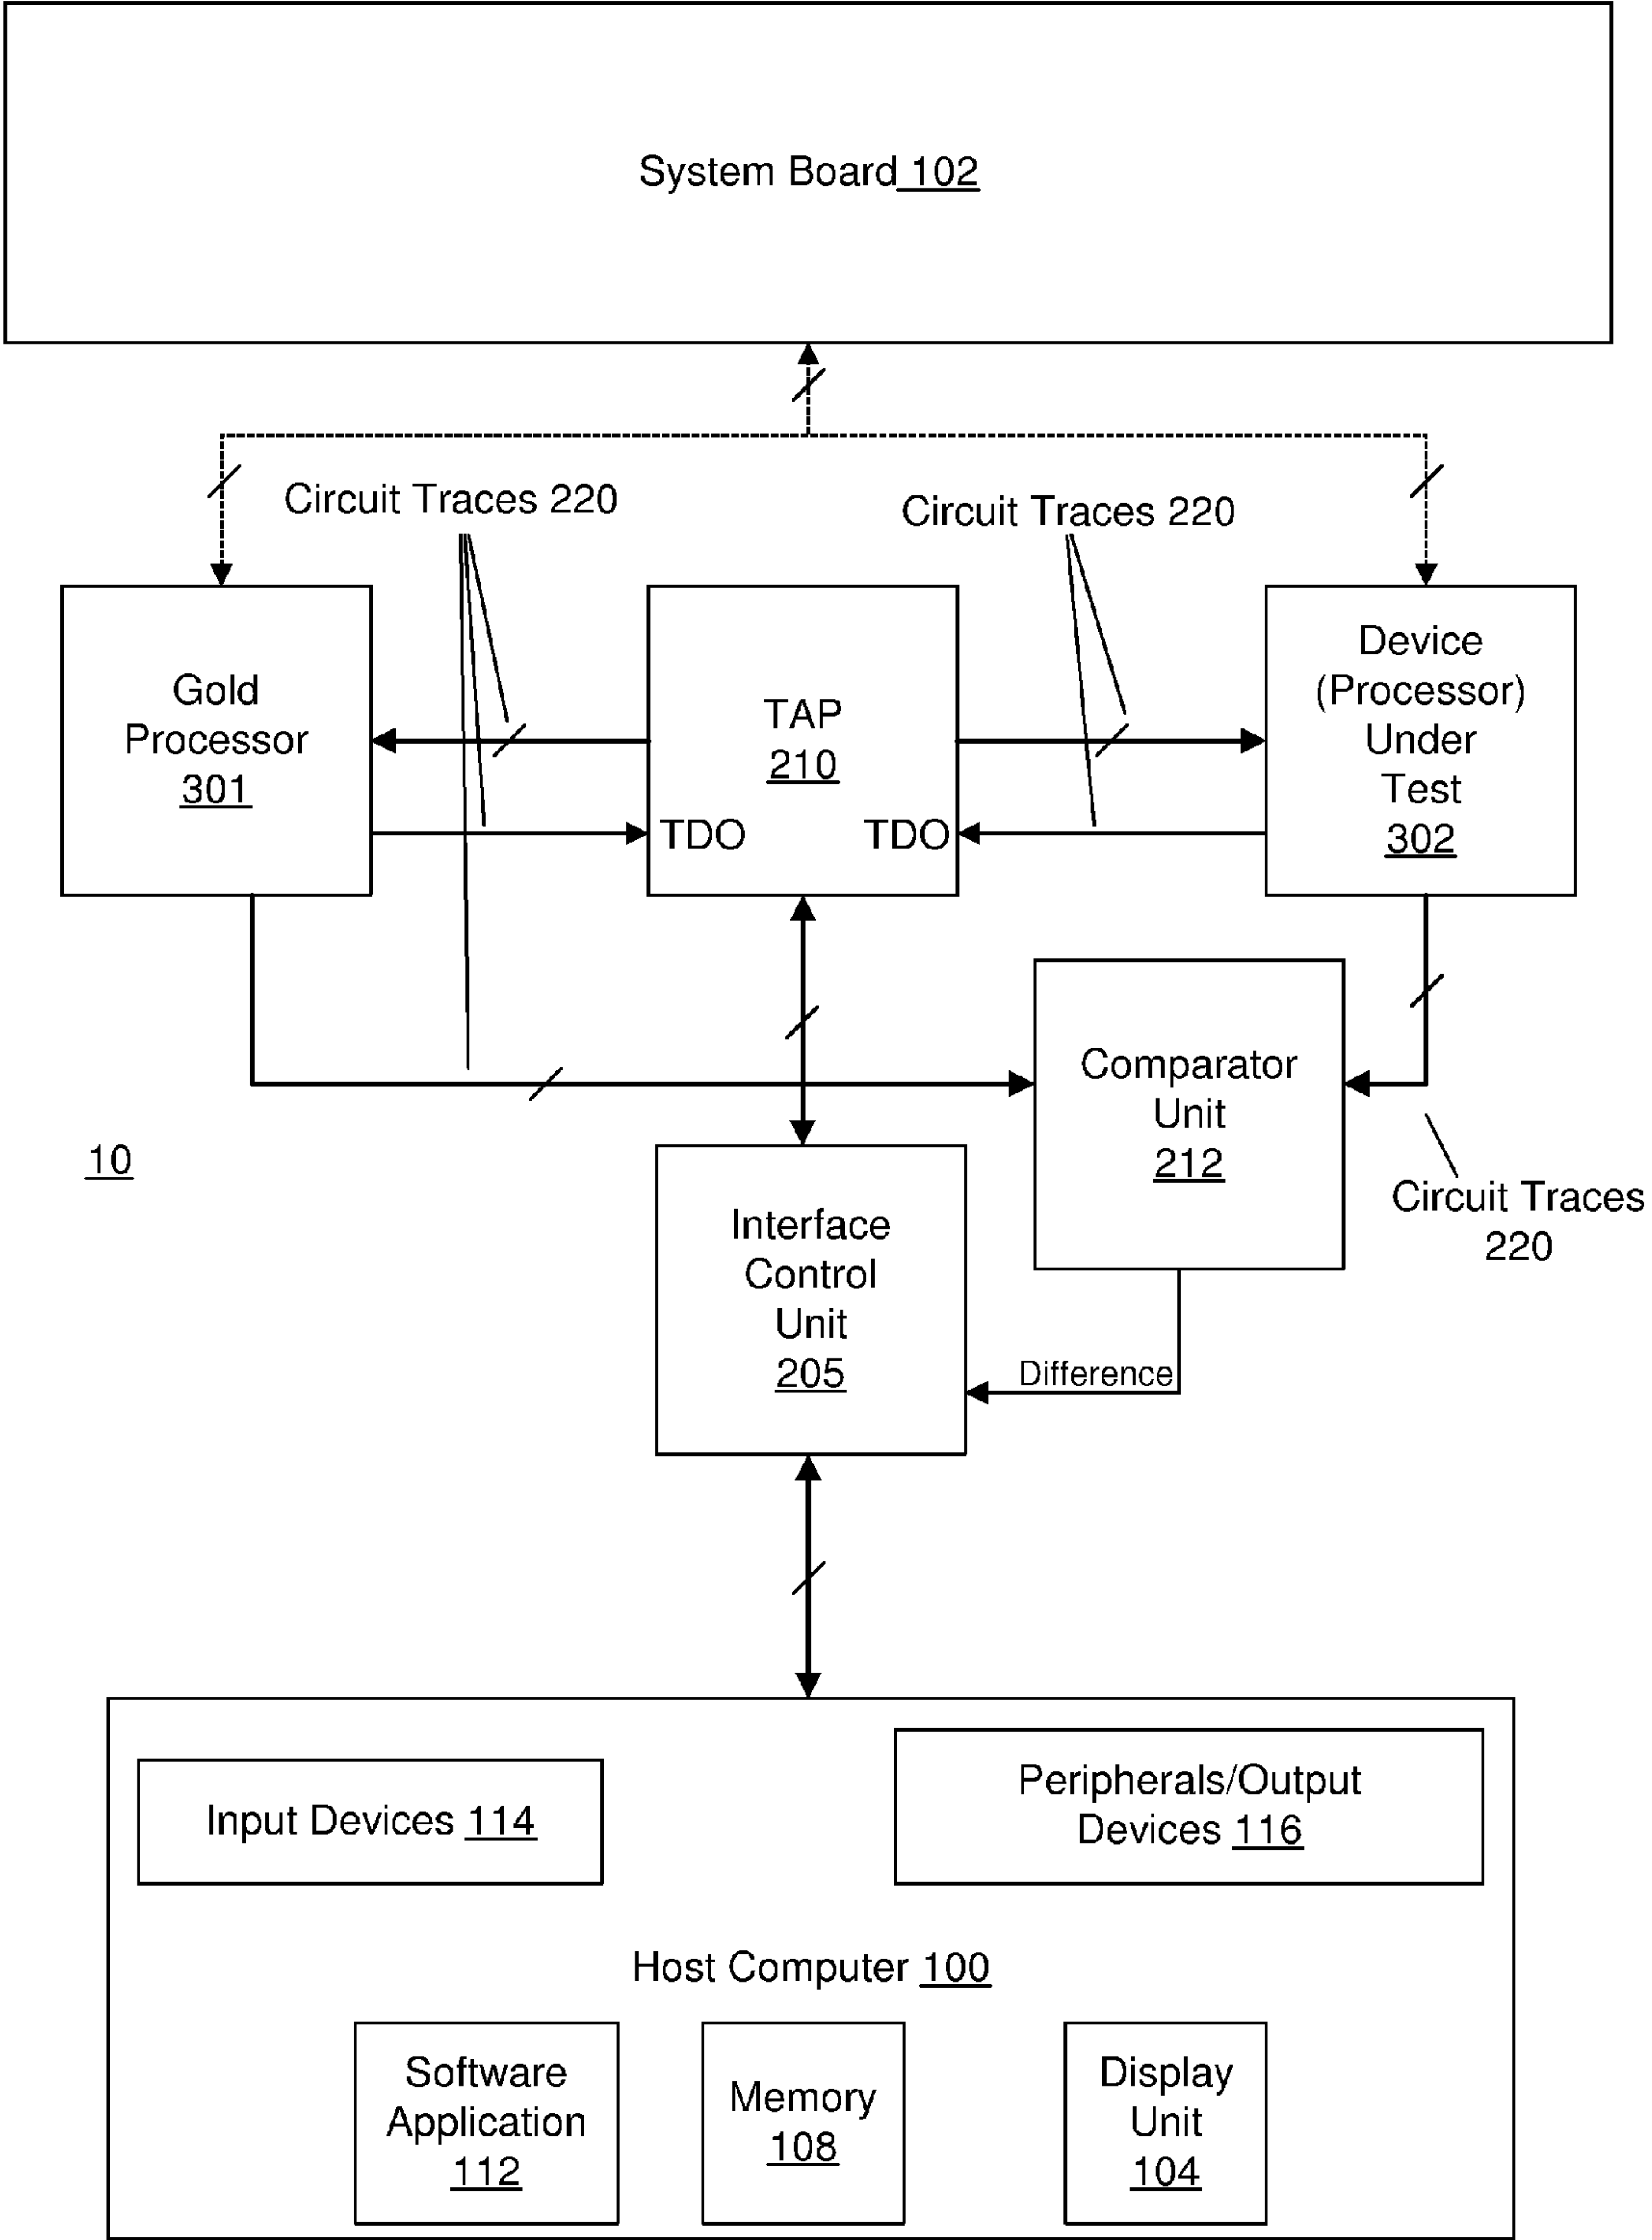 System Board 102
Circuit Traces 220
Circuit Traces 220
Gold
Processor
301
TAP
210
TDO
TDO
Device
(Processor)
Under
Test
302
Comparator
Unit
212
10
Circuit Traces
220
Interface
Control
Unit
205
Difference
Input Devices 114
Peripherals/Output
Devices 116
Host Computer 100
Software
Application
112
Memory
108
Display
Unit
104